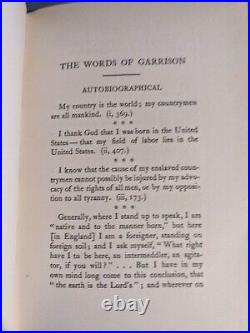 THE WORDS OF GARRISON
AUTOBIOGRAPHICAL
My country is the world; my countrymen
are all mankind. (i, 369.)
* * *
I thank God that I was born in the United
States—that my field of labor lies in the
United States. (ii, 407.)
* * *
I know that the cause of my enslaved coun-
trymen cannot possibly be injured by my advo-
cacy of the rights of all men, or by my opposi-
tion to all tyranny. (iii, 173.)
* * *
Generally, where I stand up to speak, I am
"native and to the manner born," but here
[in England] I am a foreigner, standing on
foreign soil; and I ask myself, "What right
have I to be here, an intermeddler, an agita-
tor, if you will?" . . . But I have in my
own mind long come to this conclusion, that
"the earth is the Lord's"; and wherever I